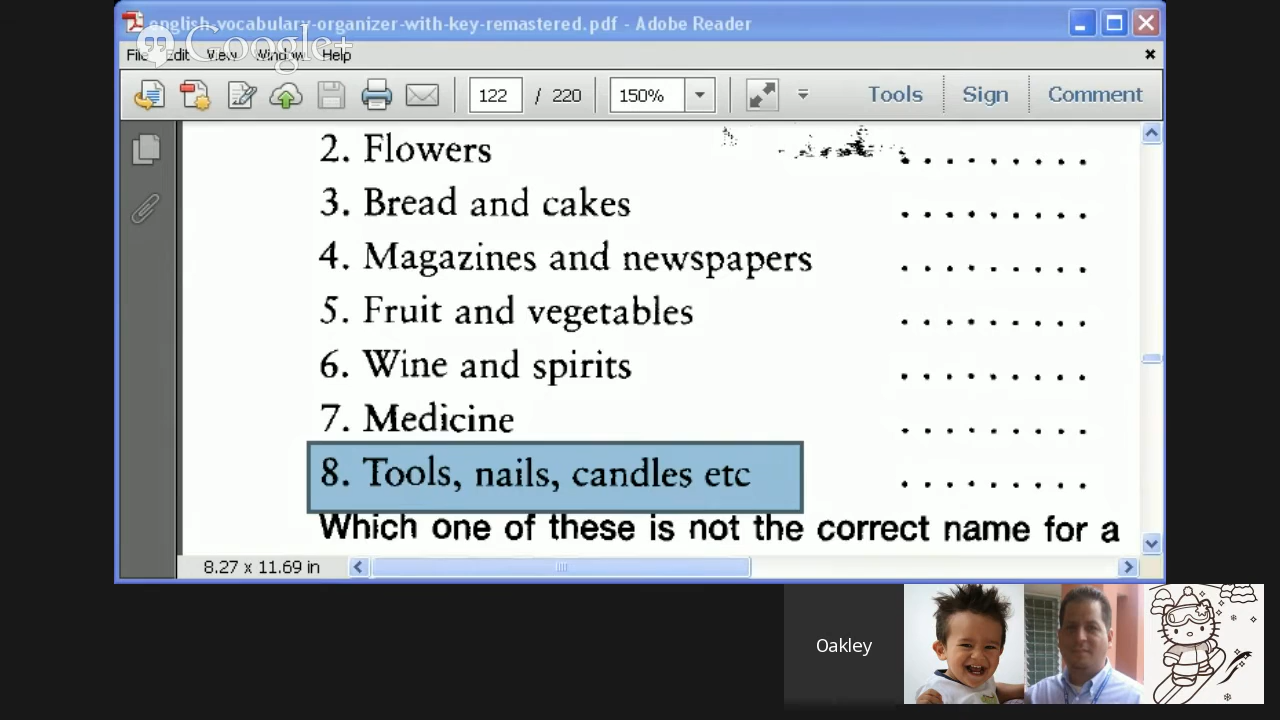 english-vocabulary-organizer-with-key-remastered.pdf - Adobe Reader
Google+
File Edit View Window Help
122 / 220 150% Tools Sign Comment
2. Flowers .........
3. Bread and cakes .........
4. Magazines and newspapers .........
5. Fruit and vegetables .........
6. Wine and spirits .........
7. Medicine .........
8. Tools, nails, candles etc .........
Which one of these is not the correct name for a
8.27 x 11.69 in
Oakley